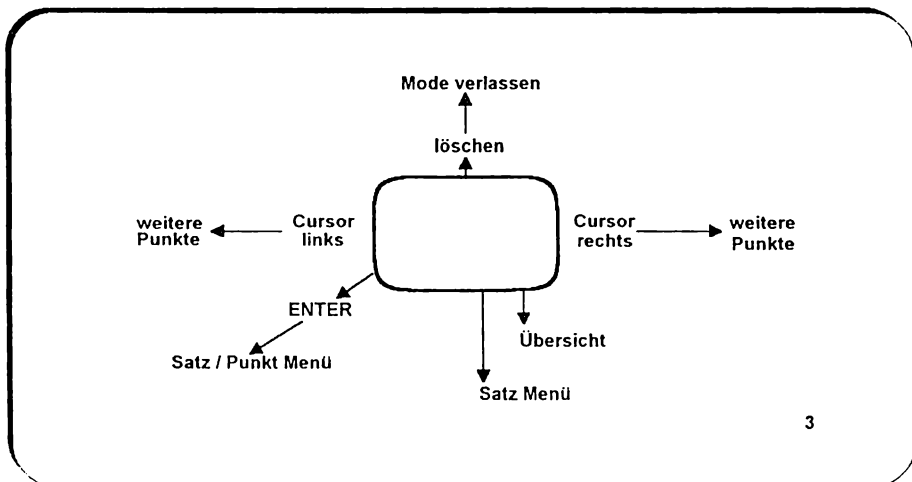 Mode verlassen
löschen
weitere
Punkte
Cursor
links
Cursor
rechts
weitere
Punkte
ENTER
Satz / Punkt Menü
Übersicht
Satz Menü
3